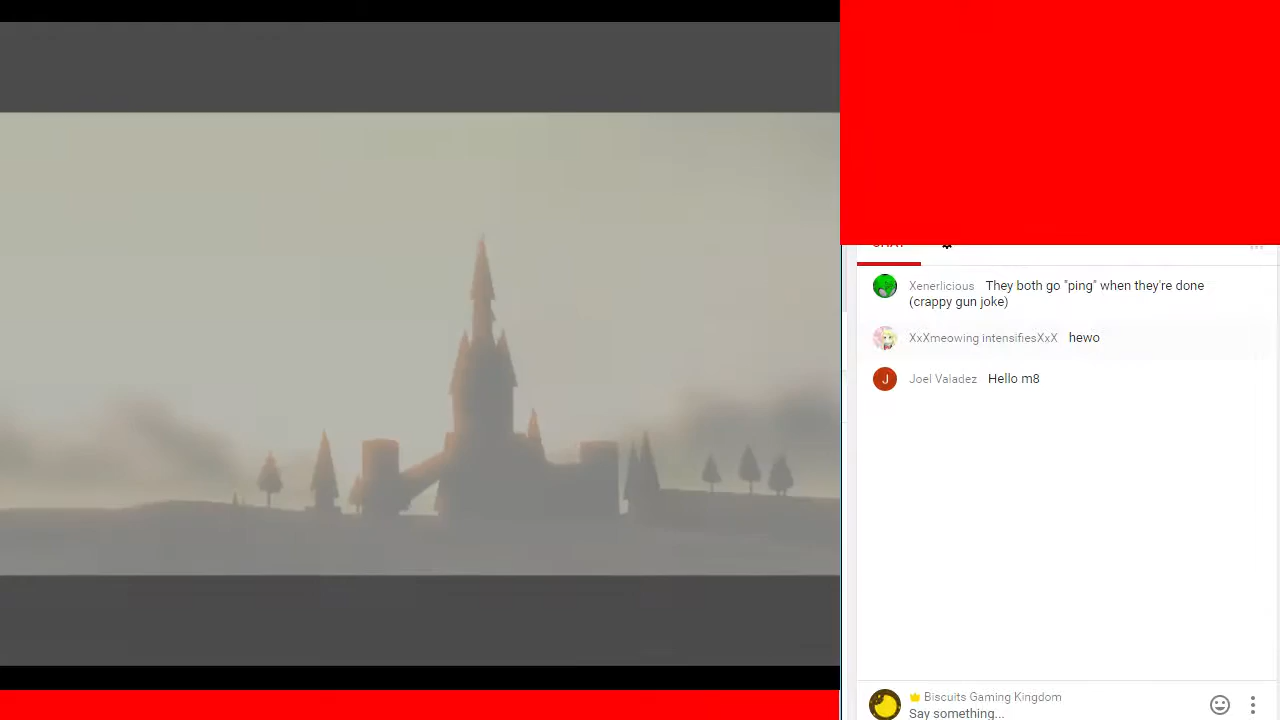 Xenerlicious They both go "ping" when they're done
(crappy gun joke)
XxXmeowing intensifiesXxX hewo
J Joel Valadez Hello m8
Biscuits Gaming Kingdom
Say something...